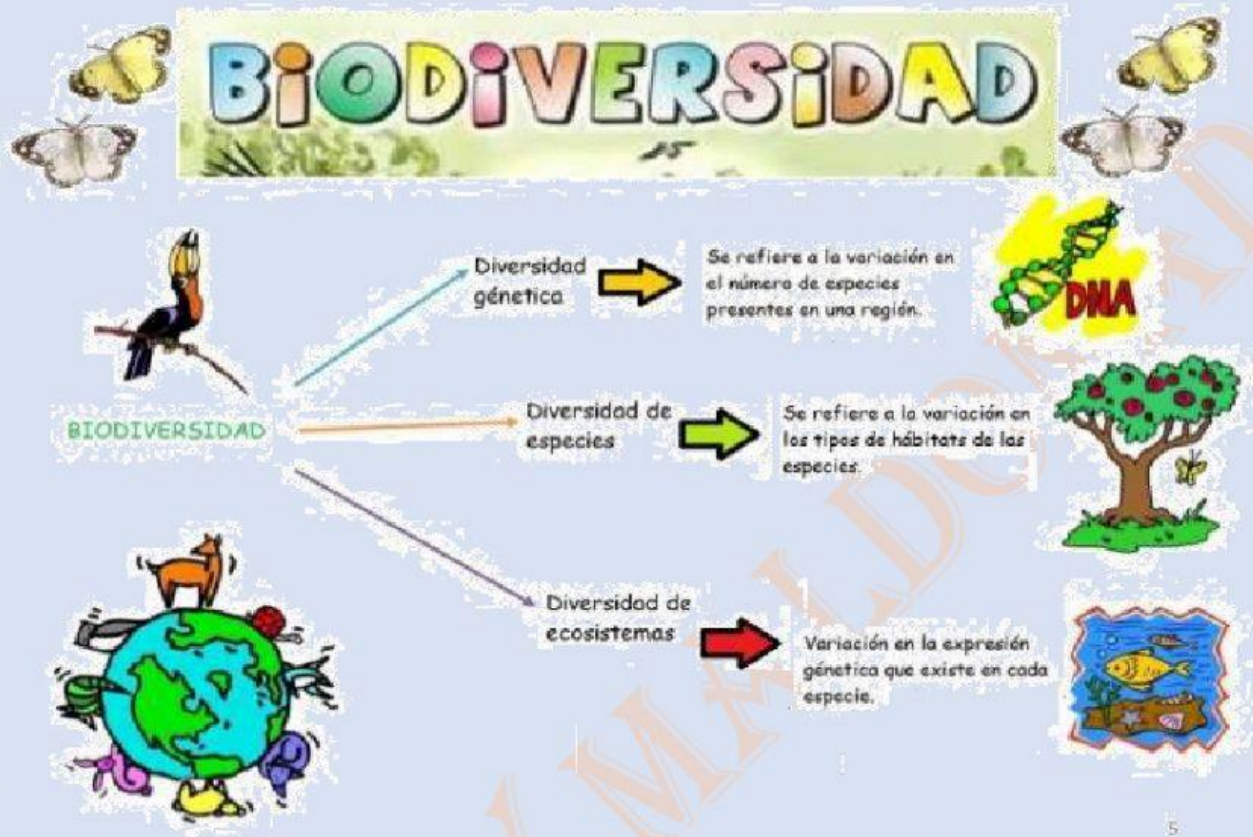 BiODiVERSiDAD
Diversidad
génetica
Se refiere a la variación en
el número de especies
presentes en una región.
DNA
BIODIVERSIDAD
Diversidad de
especies
Se refiere a la variación en
los tipos de hábitats de las
especies.
Diversidad de
ecosistemas
Variación en la expresión
génetica que existe en cada
especie.
5